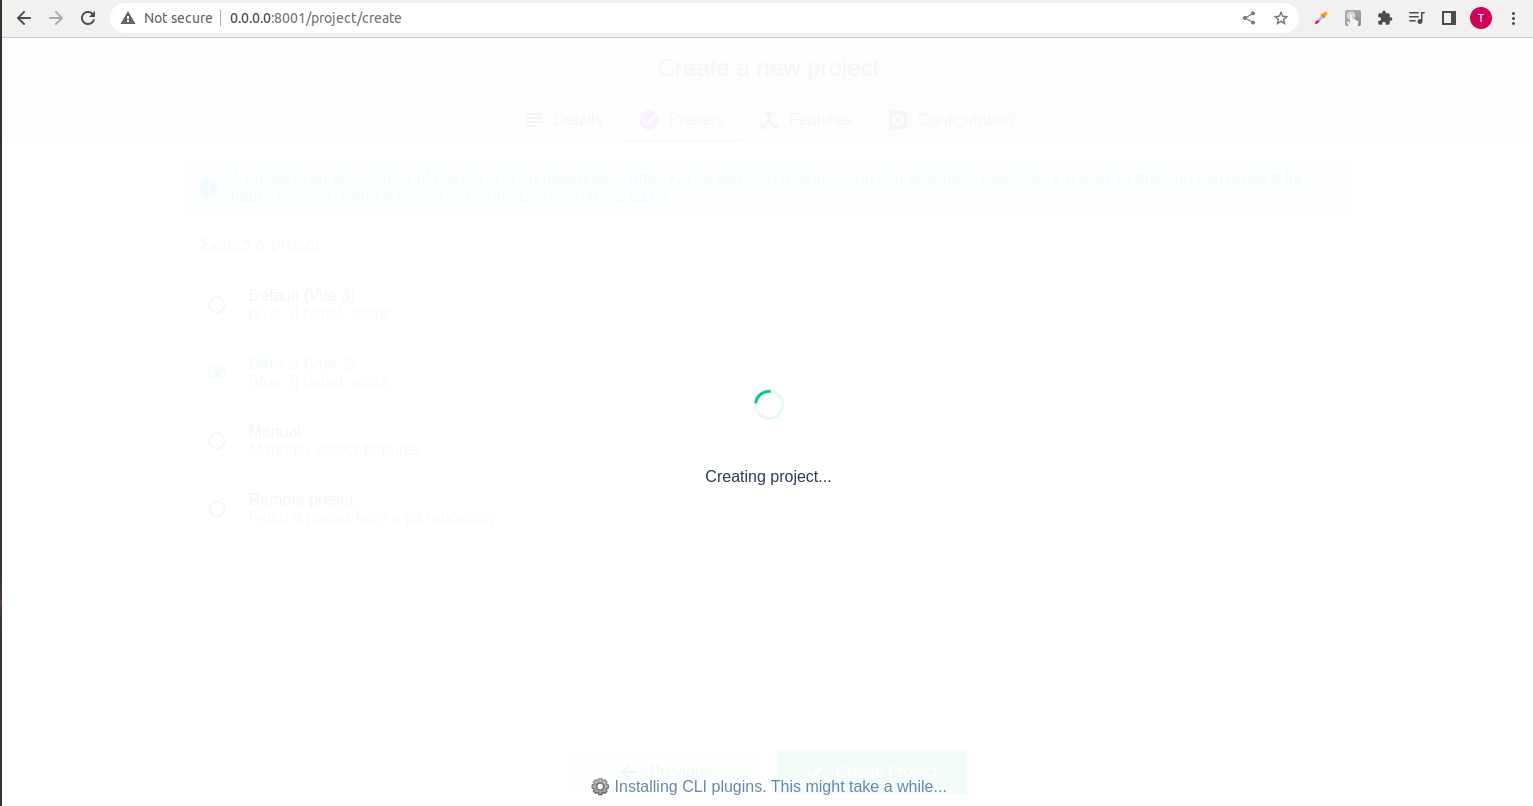 Not secure
0.0.0.0:8001/project/create
T
Create a new project
Details
Presets
Features
Configuration
A preset is an association of plugins and configurations. After you've selected features, you can optionally save it as a preset so that you can reuse it for
future projects, without having to reconfigure everything again.
Select a preset
Default (Vue 3)
[Vue 3] babel, eslint
Default (Vue 2)
[Vue 2] babel, eslint
Manual
Manually select features
Remote preset
Fetch a preset from a git repository
Creating project...
Previous
Create Project
Installing CLI plugins. This might take a while...